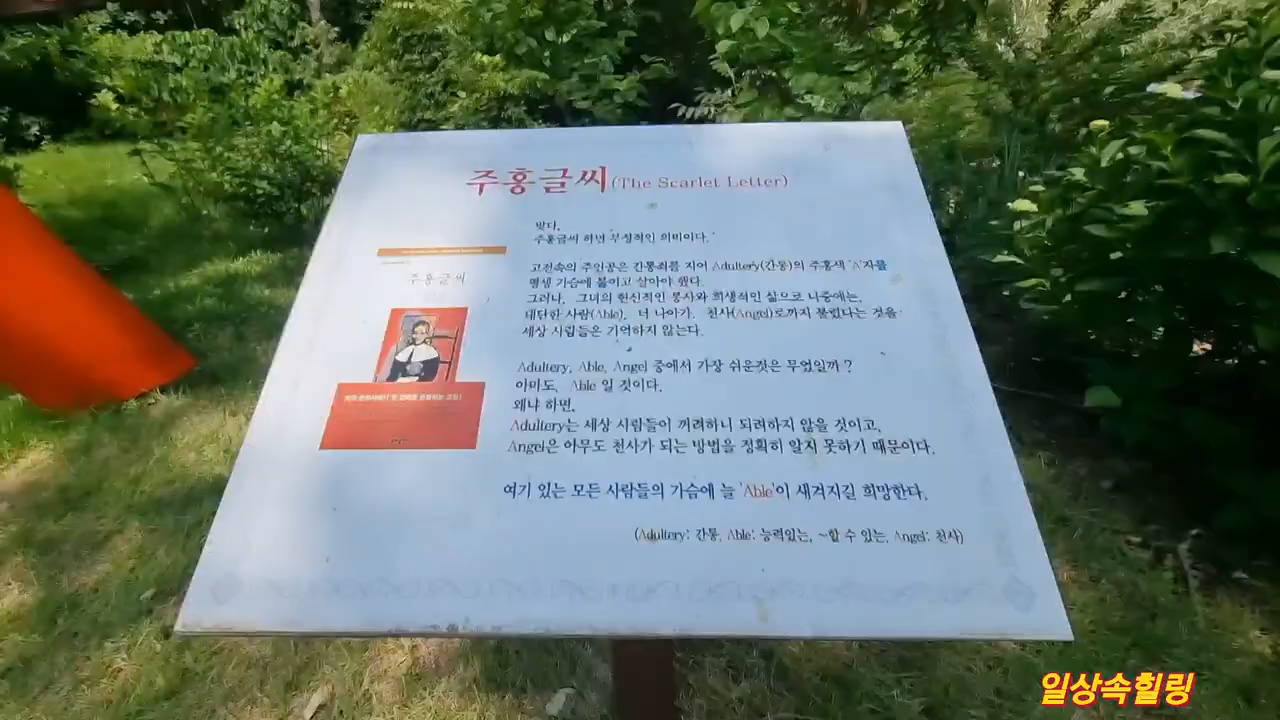 주홍글씨(The Scarlet Letter)
맞다.
주홍글씨 하면 부정적인 의미이다.
고전속의 주인공은 간통죄를 지어 Adultery(간통)의 주홍색 'A'자를
평생 가슴에 붙이고 살아야 했다.
그러나, 그녀의 헌신적인 봉사와 희생적인 삶으로 나중에는,
대단한 사람(Able), 더 나아가, 천사(Angel)로까지 불렸다는 것을
세상 사람들은 기억하지 않는다.
주홍글씨
Adultery, Able, Angel 중에서 가장 쉬운것은 무엇일까 ?
아마도, Able 일 것이다.
왜냐 하면,
Adultery는 세상 사람들이 꺼려하니 되려하지 않을 것이고,
Angel은 아무도 천사가 되는 방법을 정확히 알지 못하기 때문이다.
여기 있는 모든 사람들의 가슴에 늘 'Able'이 새겨지길 희망한다.
(Adultery: 간통, Able: 능력있는, ~할 수 있는, Angel: 천사)
일상속힐링